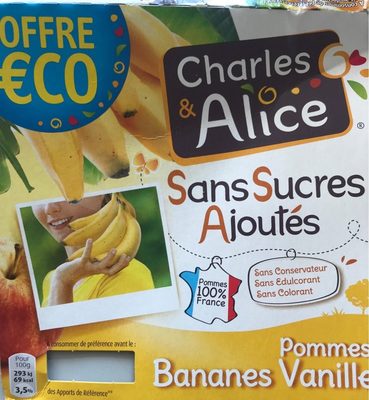 OFFRE
€CO
Charles
& Alice
®
Sans Sucres
Ajoutés
Pommes
100%
France
Sans Conservateur
Sans Edulcorant
Sans Colorant
Pour
100g
293 kJ
69 kcal
3,5%
à consommer de préférence avant le :
des Apports de Référence**
Pommes
Bananes Vanille